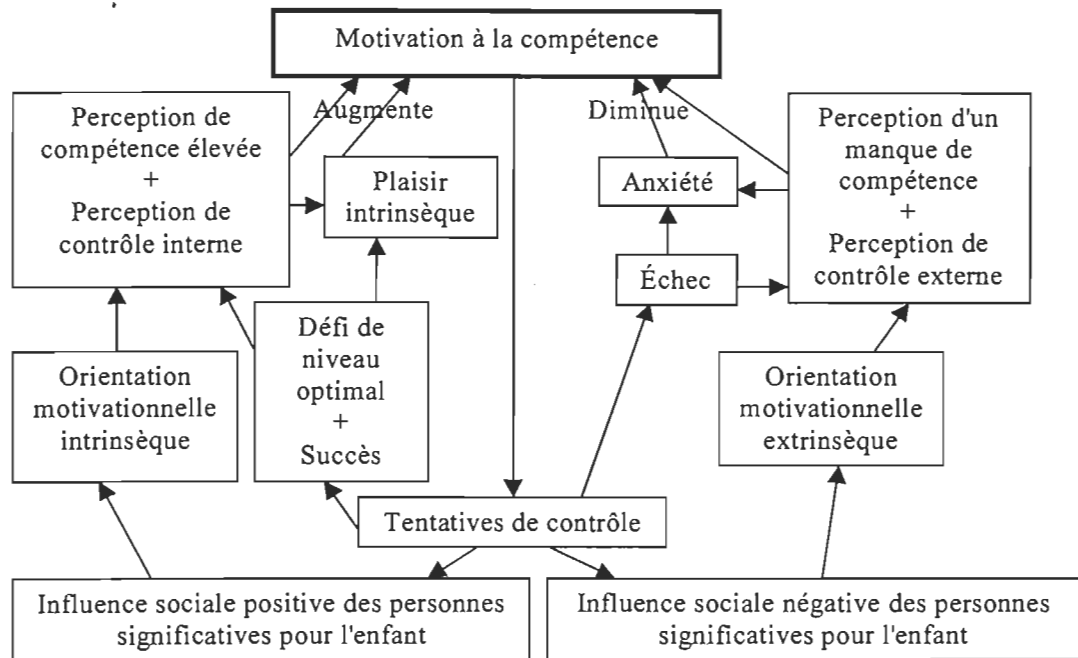 Motivation à la compétence
Augmente
Diminue
Perception de
compétence élevée
+
Perception de
contrôle interne
Plaisir
intrinsèque
Anxiété
Perception d'un
manque de
compétence
+
Perception de
contrôle externe
Échec
Défi de
niveau
optimal
+
Succès
Orientation
motivationnelle
intrinsèque
Orientation
motivationnelle
extrinsèque
Tentatives de contrôle
Influence sociale positive des personnes
significatives pour l'enfant
Influence sociale négative des personnes
significatives pour l'enfant